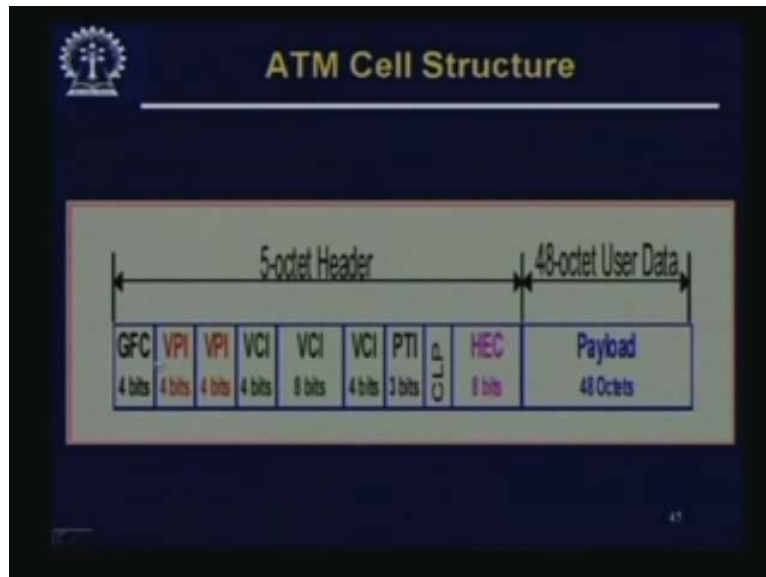 ATM Cell Structure
5-octet Header 48-octet User Data
GFC VPI VPI VCI VCI VCI PTI CLP HEC Payload
4 bits 4 bits 4 bits 4 bits 8 bits 4 bits 3 bits 8 bits 48 Octets